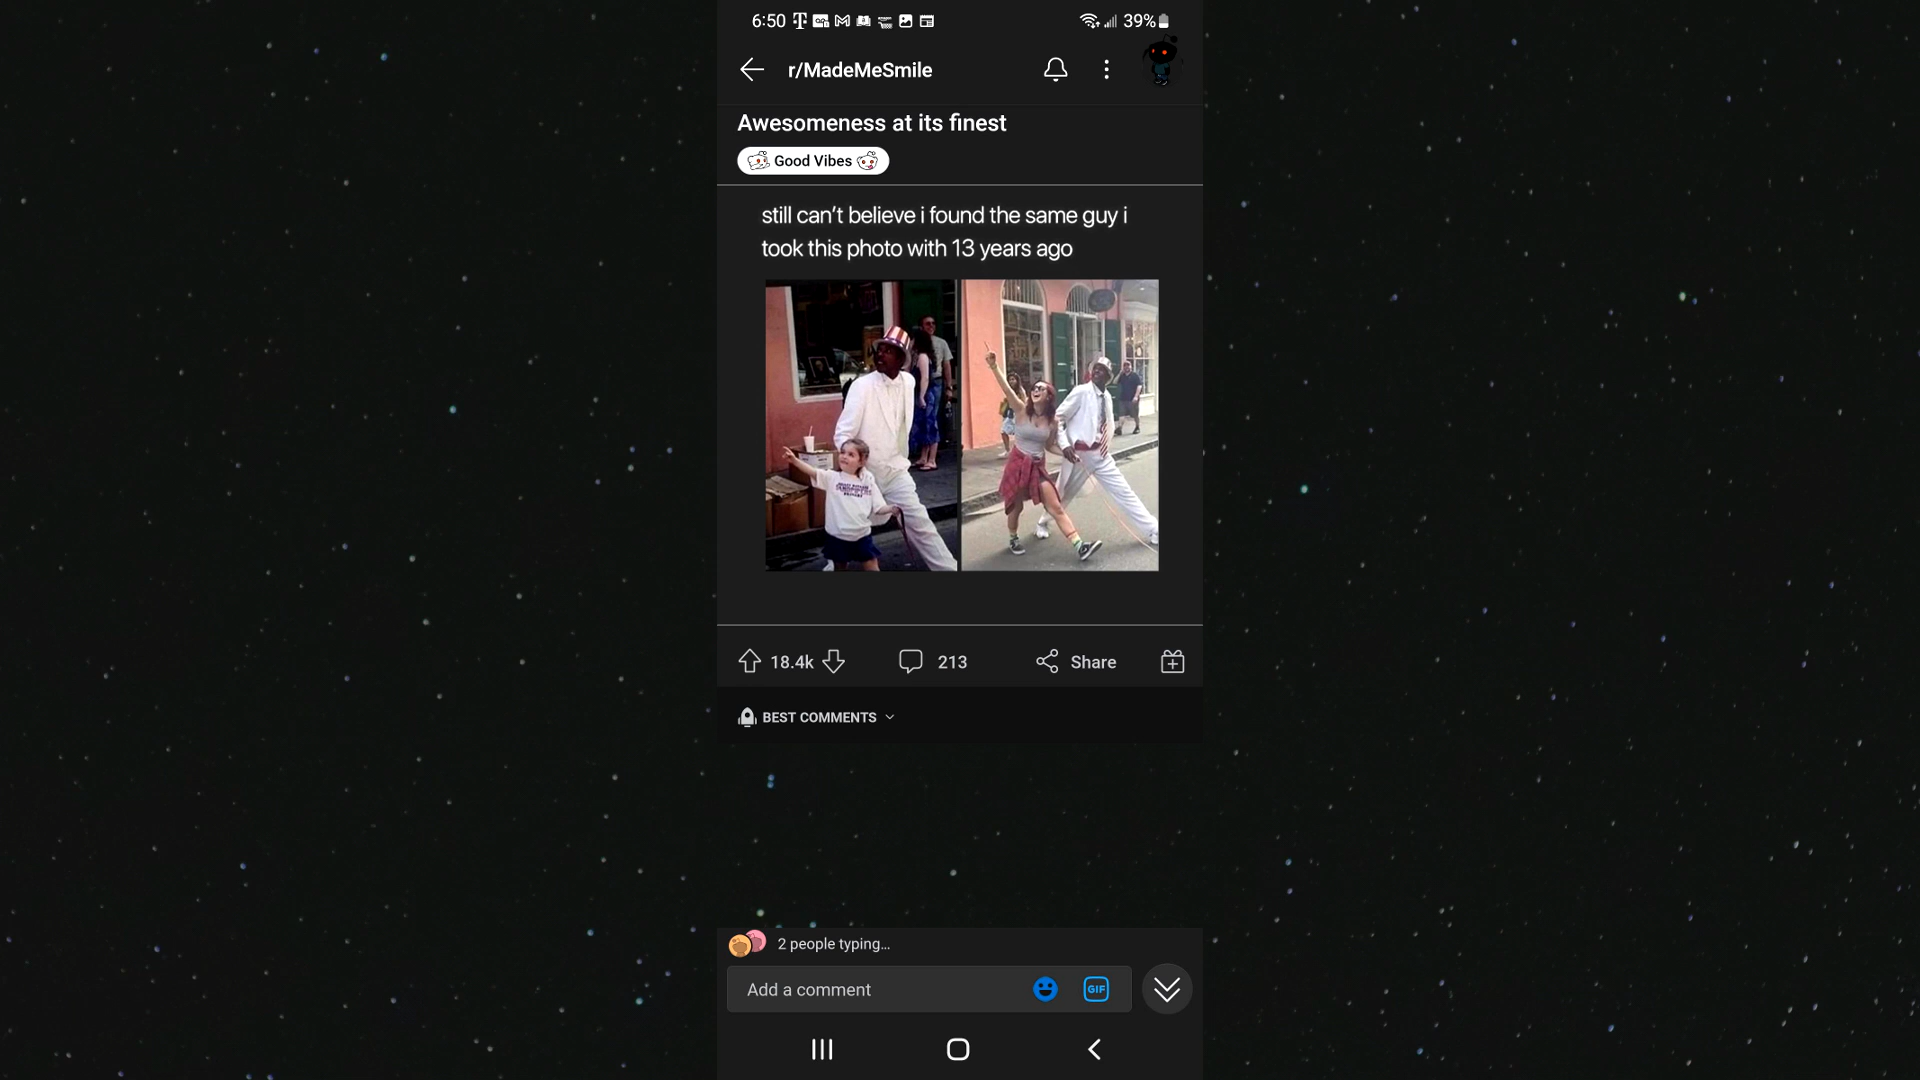 6:50 39%
r/MadeMeSmile
Awesomeness at its finest
Good Vibes
still can't believe i found the same guy i
took this photo with 13 years ago
18.4k 213 Share
BEST COMMENTS
2 people typing...
Add a comment GIF